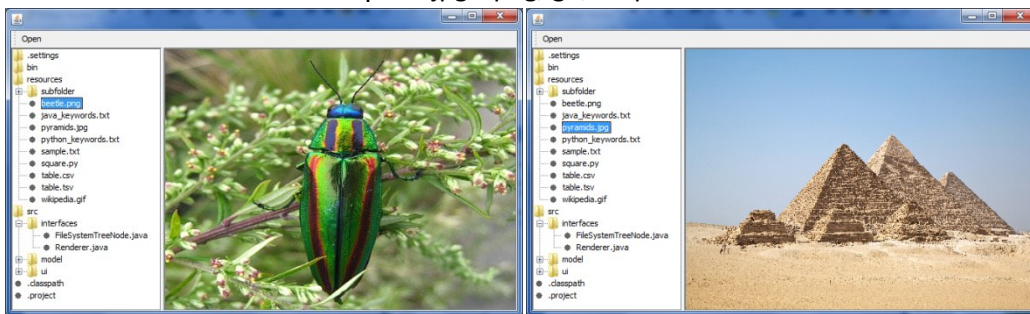 Open
.settings
bin
resources
subfolder
beetle.png
java_keywords.txt
pyramids.jpg
python_keywords.txt
sample.txt
square.py
table.csv
table.tsv
wikipedia.gif
src
interfaces
FileSystemTreeNode.java
Renderer.java
model
ui
.classpath
.project
Open
.settings
bin
resources
subfolder
beetle.png
java_keywords.txt
pyramids.jpg
python_keywords.txt
sample.txt
square.py
table.csv
table.tsv
wikipedia.gif
src
interfaces
FileSystemTreeNode.java
Renderer.java
model
ui
.classpath
.project